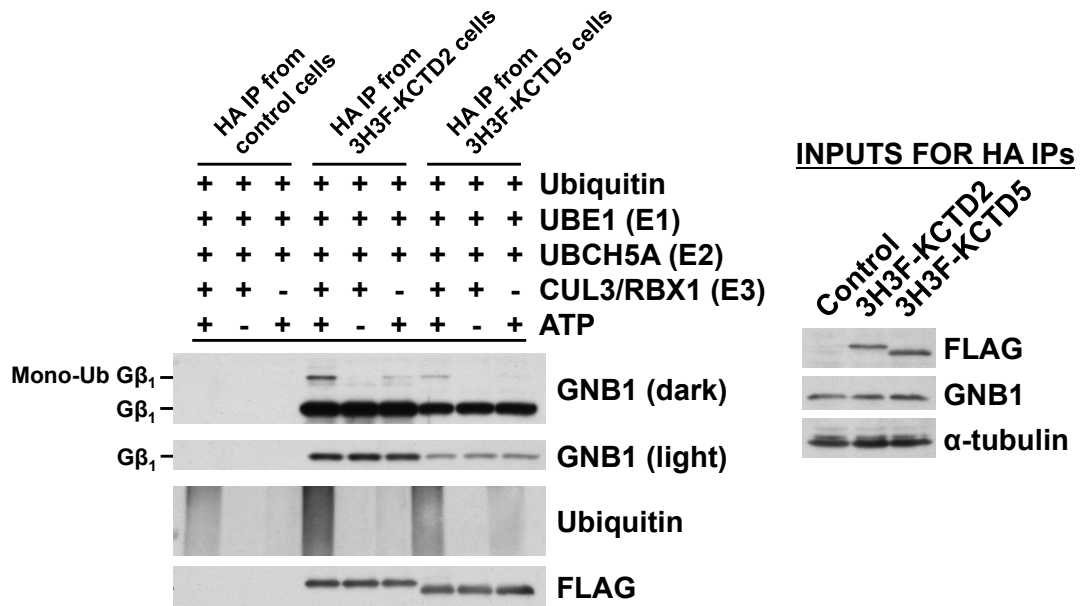 HA IP from
control cells
HA IP from
3H3F-KCTD2 cells
HA IP from
3H3F-KCTD5 cells
+ + + + + + + + + Ubiquitin
+ + + + + + + + + UBE1 (E1)
+ + + + + + + + + UBCH5A (E2)
+ + - + + - + + - CUL3/RBX1 (E3)
+ - + + - + + - + ATP
Mono-Ub Gβ₁
Gβ₁
GNB1 (dark)
Gβ₁
GNB1 (light)
Ubiquitin
FLAG
INPUTS FOR HA IPs
Control
3H3F-KCTD2
3H3F-KCTD5
FLAG
GNB1
α-tubulin